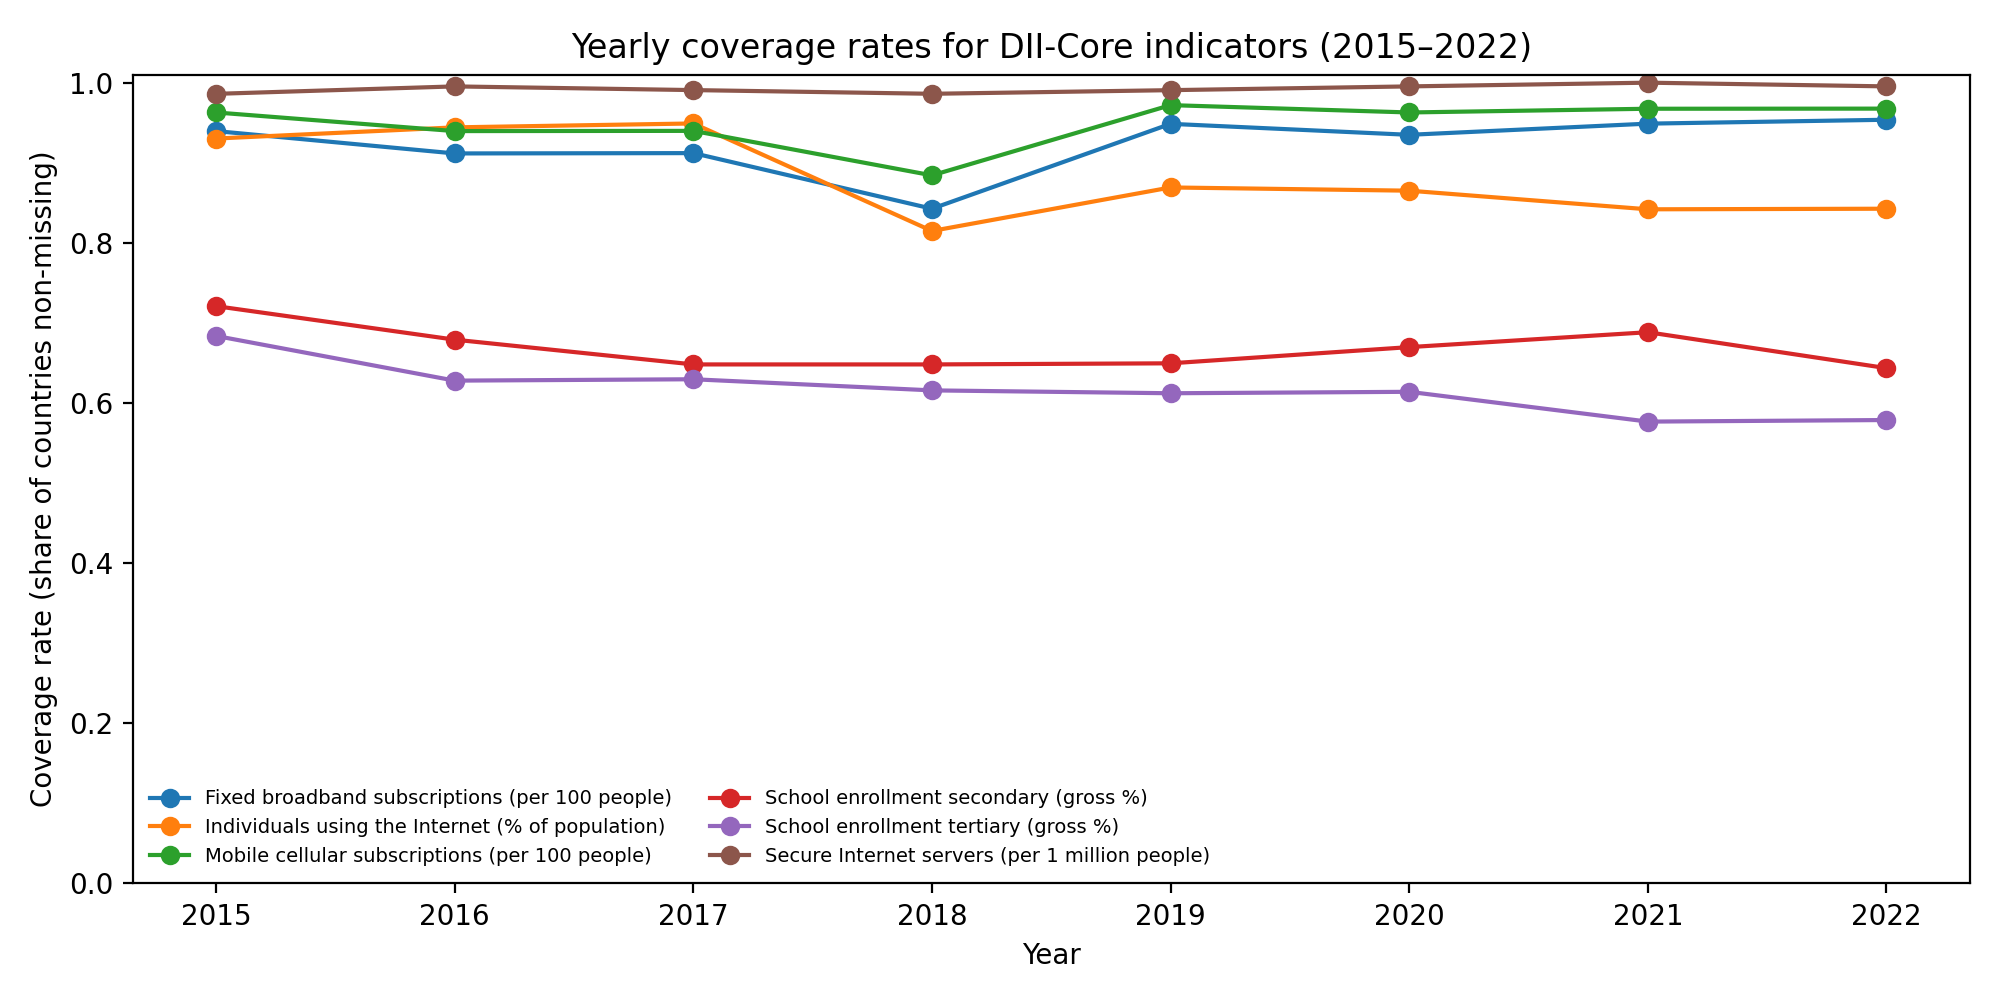 Yearly coverage rates for DII-Core indicators (2015–2022)
Coverage rate (share of countries non-missing)
1.0
0.8
0.6
0.4
0.2
0.0
Fixed broadband subscriptions (per 100 people)
Individuals using the Internet (% of population)
Mobile cellular subscriptions (per 100 people)
School enrollment secondary (gross %)
School enrollment tertiary (gross %)
Secure Internet servers (per 1 million people)
2015 2016 2017 2018 2019 2020 2021 2022
Year